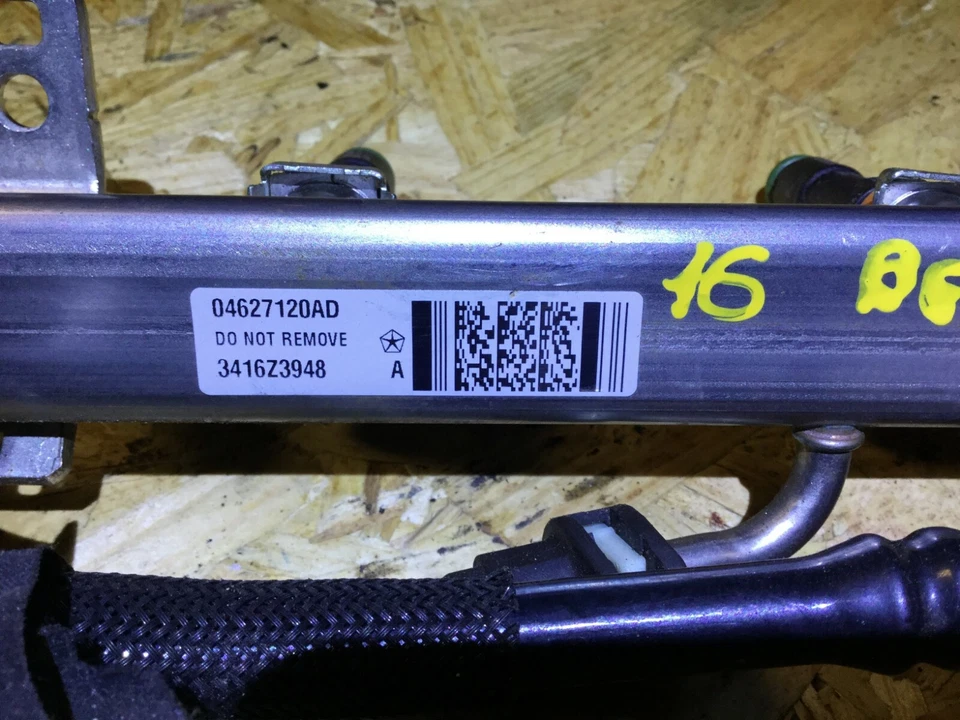 04627120AD
DO NOT REMOVE
3416Z3948 A
16